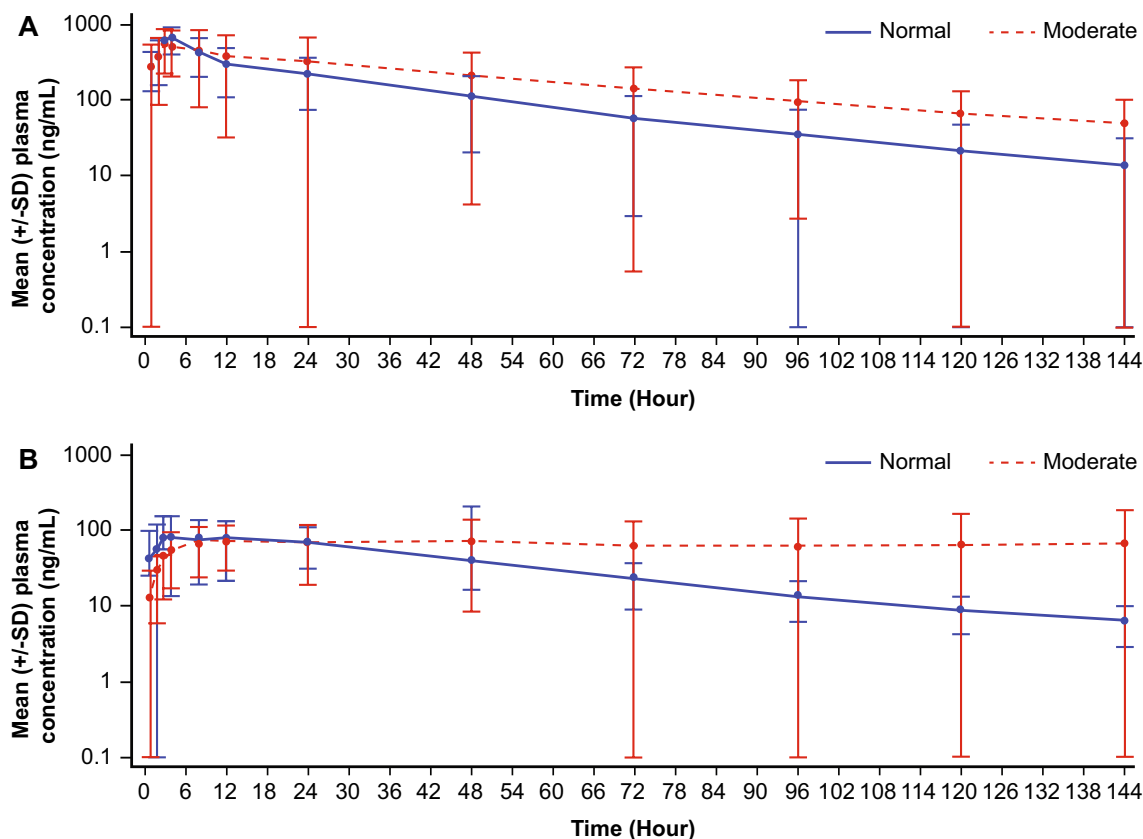 A
Normal Moderate
Mean (+/-SD) plasma
concentration (ng/mL)
1000
100
10
1
0.1
0 6 12 18 24 30 36 42 48 54 60 66 72 78 84 90 96 102 108 114 120 126 132 138 144
Time (Hour)
B
Normal Moderate
Mean (+/-SD) plasma
concentration (ng/mL)
1000
100
10
1
0.1
0 6 12 18 24 30 36 42 48 54 60 66 72 78 84 90 96 102 108 114 120 126 132 138 144
Time (Hour)